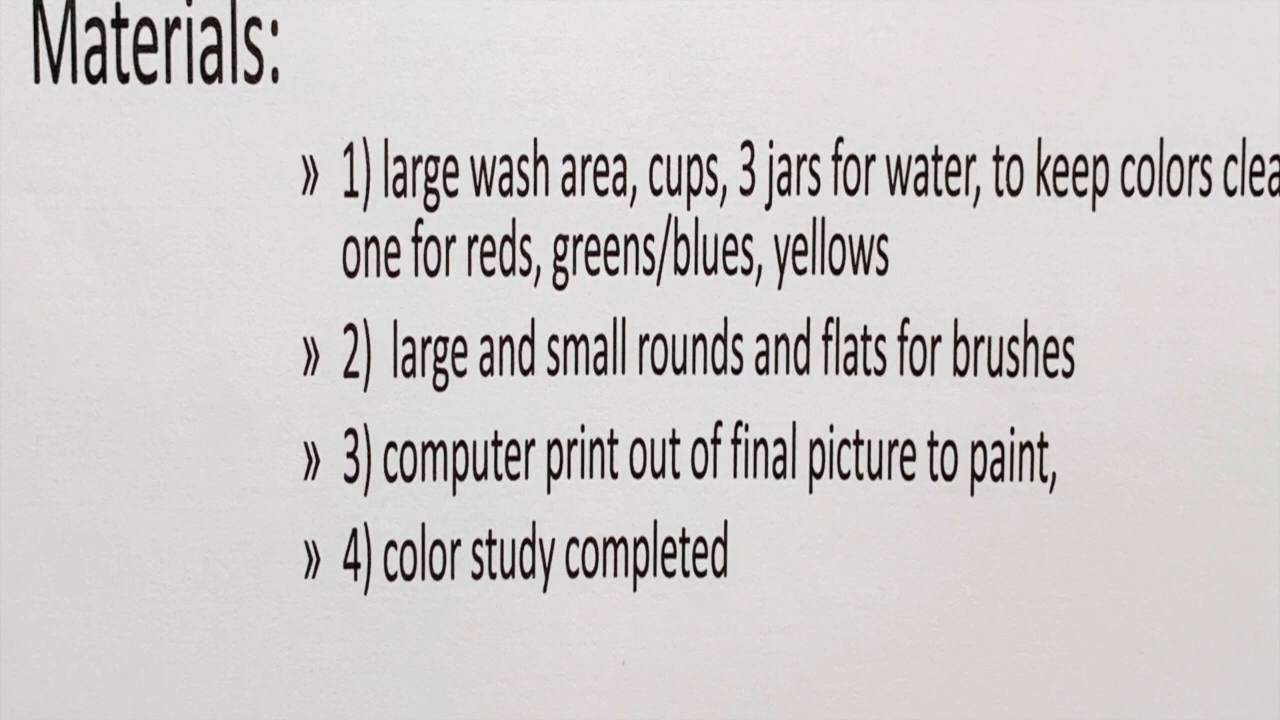 Materials:
» 1) large wash area, cups, 3 jars for water, to keep colors
one for reds, greens/blues, yellows
» 2) large and small rounds and flats for brushes
» 3) computer print out of final picture to paint,
» 4) color study completed